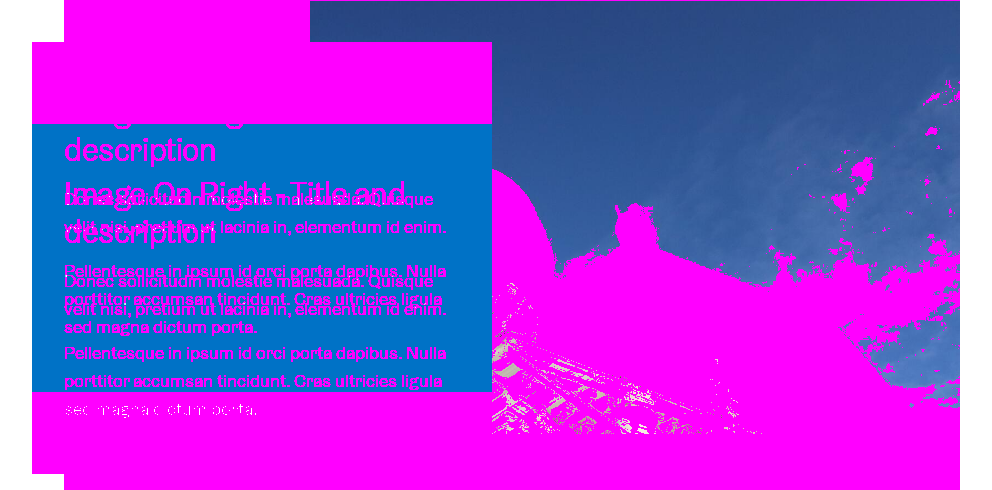 description
Image On Right - Title and
Donec sollicitudin molestie malesuada. Quisque
velit nisi, pretium ut lacinia in, elementum id enim.
description
Pellentesque in ipsum id orci porta dapibus. Nulla
Donec sollicitudin molestie malesuada. Quisque
porttitor accumsan tincidunt. Cras ultricies ligula
velit nisi, pretium ut lacinia in, elementum id enim.
sed magna dictum porta.
Pellentesque in ipsum id orci porta dapibus. Nulla
porttitor accumsan tincidunt. Cras ultricies ligula
sed magna dictum porta.